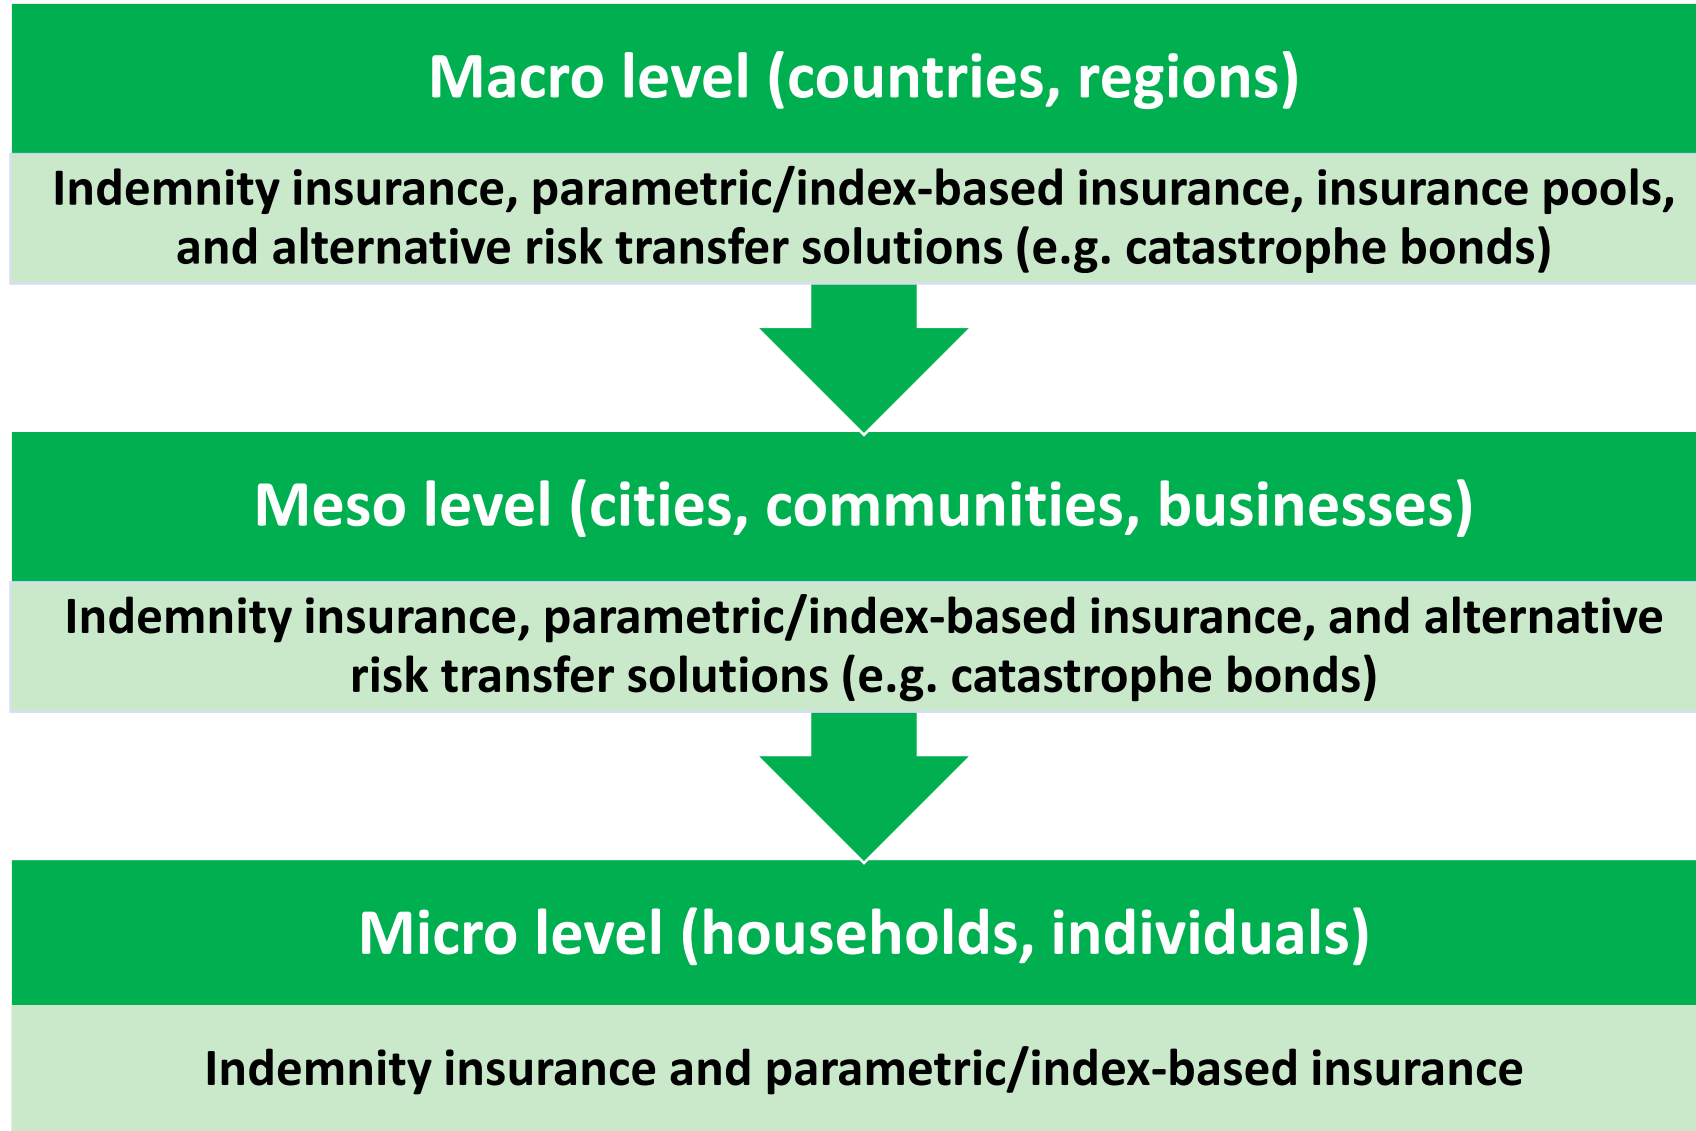 Macro level (countries, regions)
Indemnity insurance, parametric/index-based insurance, insurance pools,
and alternative risk transfer solutions (e.g. catastrophe bonds)
Meso level (cities, communities, businesses)
Indemnity insurance, parametric/index-based insurance, and alternative
risk transfer solutions (e.g. catastrophe bonds)
Micro level (households, individuals)
Indemnity insurance and parametric/index-based insurance